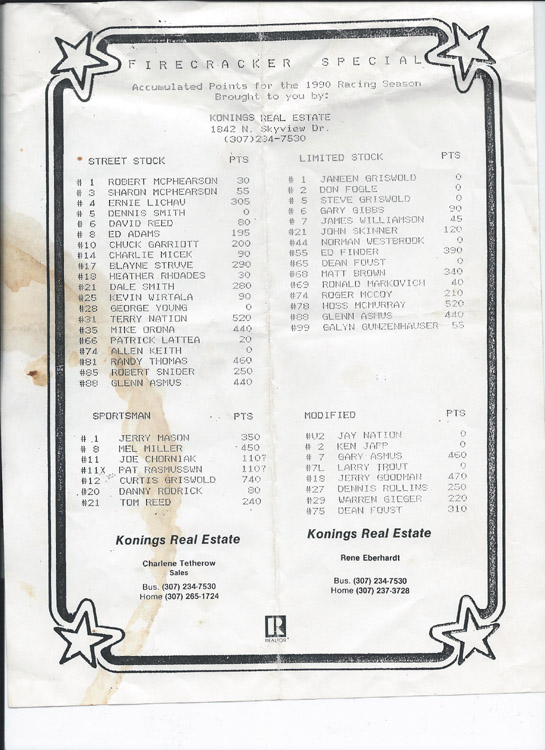 FIRECRACKER SPECIAL
Accumulated Points for the 1990 Racing Season
Brought to you by:
KONINGS REAL ESTATE
1842 N. Skyview Dr.
(307)234-7530
STREET STOCK PTS
# 1 ROBERT MCPHEARSON 30
# 3 SHARON MCPHEARSON 55
# 4 ERNIE LICHAU 305
# 5 DENNIS SMITH 0
# 6 DAVID REED 80
# 8 ED ADAMS 195
#10 CHUCK GARRIOTT 200
#14 CHARLIE MICEK 90
#17 BLAYNE STRUVE 290
#18 HEATHER RHOADES 30
#21 DALE SMITH 280
#25 KEVIN WIRTALA 90
#28 GEORGE YOUNG 0
#31 TERRY NATION 520
#35 MIKE ORONA 440
#66 PATRICK LATTEA 20
#74 ALLEN KEITH 0
#81 RANDY THOMAS 460
#85 ROBERT SNIDER 250
#88 GLENN ASMUS 440
LIMITED STOCK PTS
# 1 JANEEN GRISWOLD 0
# 2 DON FOGLE 0
# 5 STEVE GRISWOLD 0
# 6 GARY GIBBS 90
# 7 JAMES WILLIAMSON 45
#21 JOHN SKINNER 120
#44 NORMAN WESTBROOK 0
#55 ED FINDER 390
#65 DEAN FOUST 0
#68 MATT BROWN 340
#69 RONALD MARKOVICH 40
#74 ROGER MCCOY 210
#78 HOSS MCMURRAY 520
#88 GLENN ASMUS 440
#99 GALYN GUNZENHAUSER 55
SPORTSMAN PTS
# 1 JERRY MASON 350
# 8 MEL MILLER 450
#11 JOE CHORNIAK 110?
#11X PAT RASMUSSWN 110?
#12 CURTIS GRISWOLD 740
#20 DANNY RODRICK 80
#21 TOM REED 240
MODIFIED PTS
#U2 JAY NATION 0
# 2 KEN JAPP 0
# 7 GARY ASMUS 460
#7L LARRY TROUT 0
#18 JERRY GOODMAN 470
#27 DENNIS ROLLINS 250
#29 WARREN GIEGER 220
#75 DEAN FOUST 310
Konings Real Estate
Charlene Tetherow
Sales
Bus. (307) 234-7530
Home (307) 265-1724
Konings Real Estate
Rene Eberhardt
Bus. (307) 234-7530
Home (307) 237-3728
R
REALTOR®